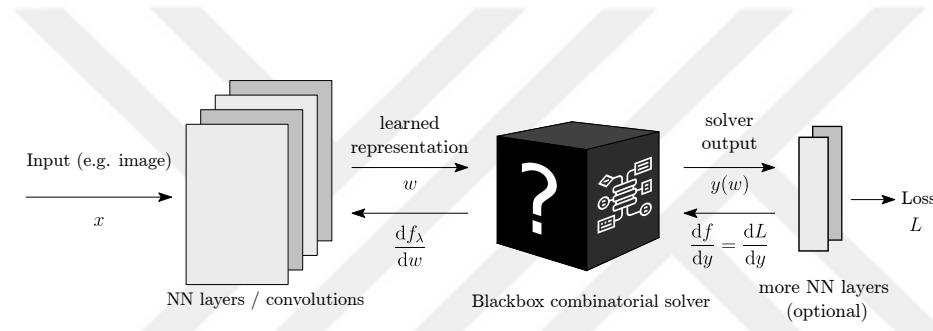 Input (e.g. image)
x
NN layers / convolutions
learned
representation
w
df_λ/dw
?
Blackbox combinatorial solver
solver
output
y(w)
df/dy = dL/dy
more NN layers
(optional)
Loss
L